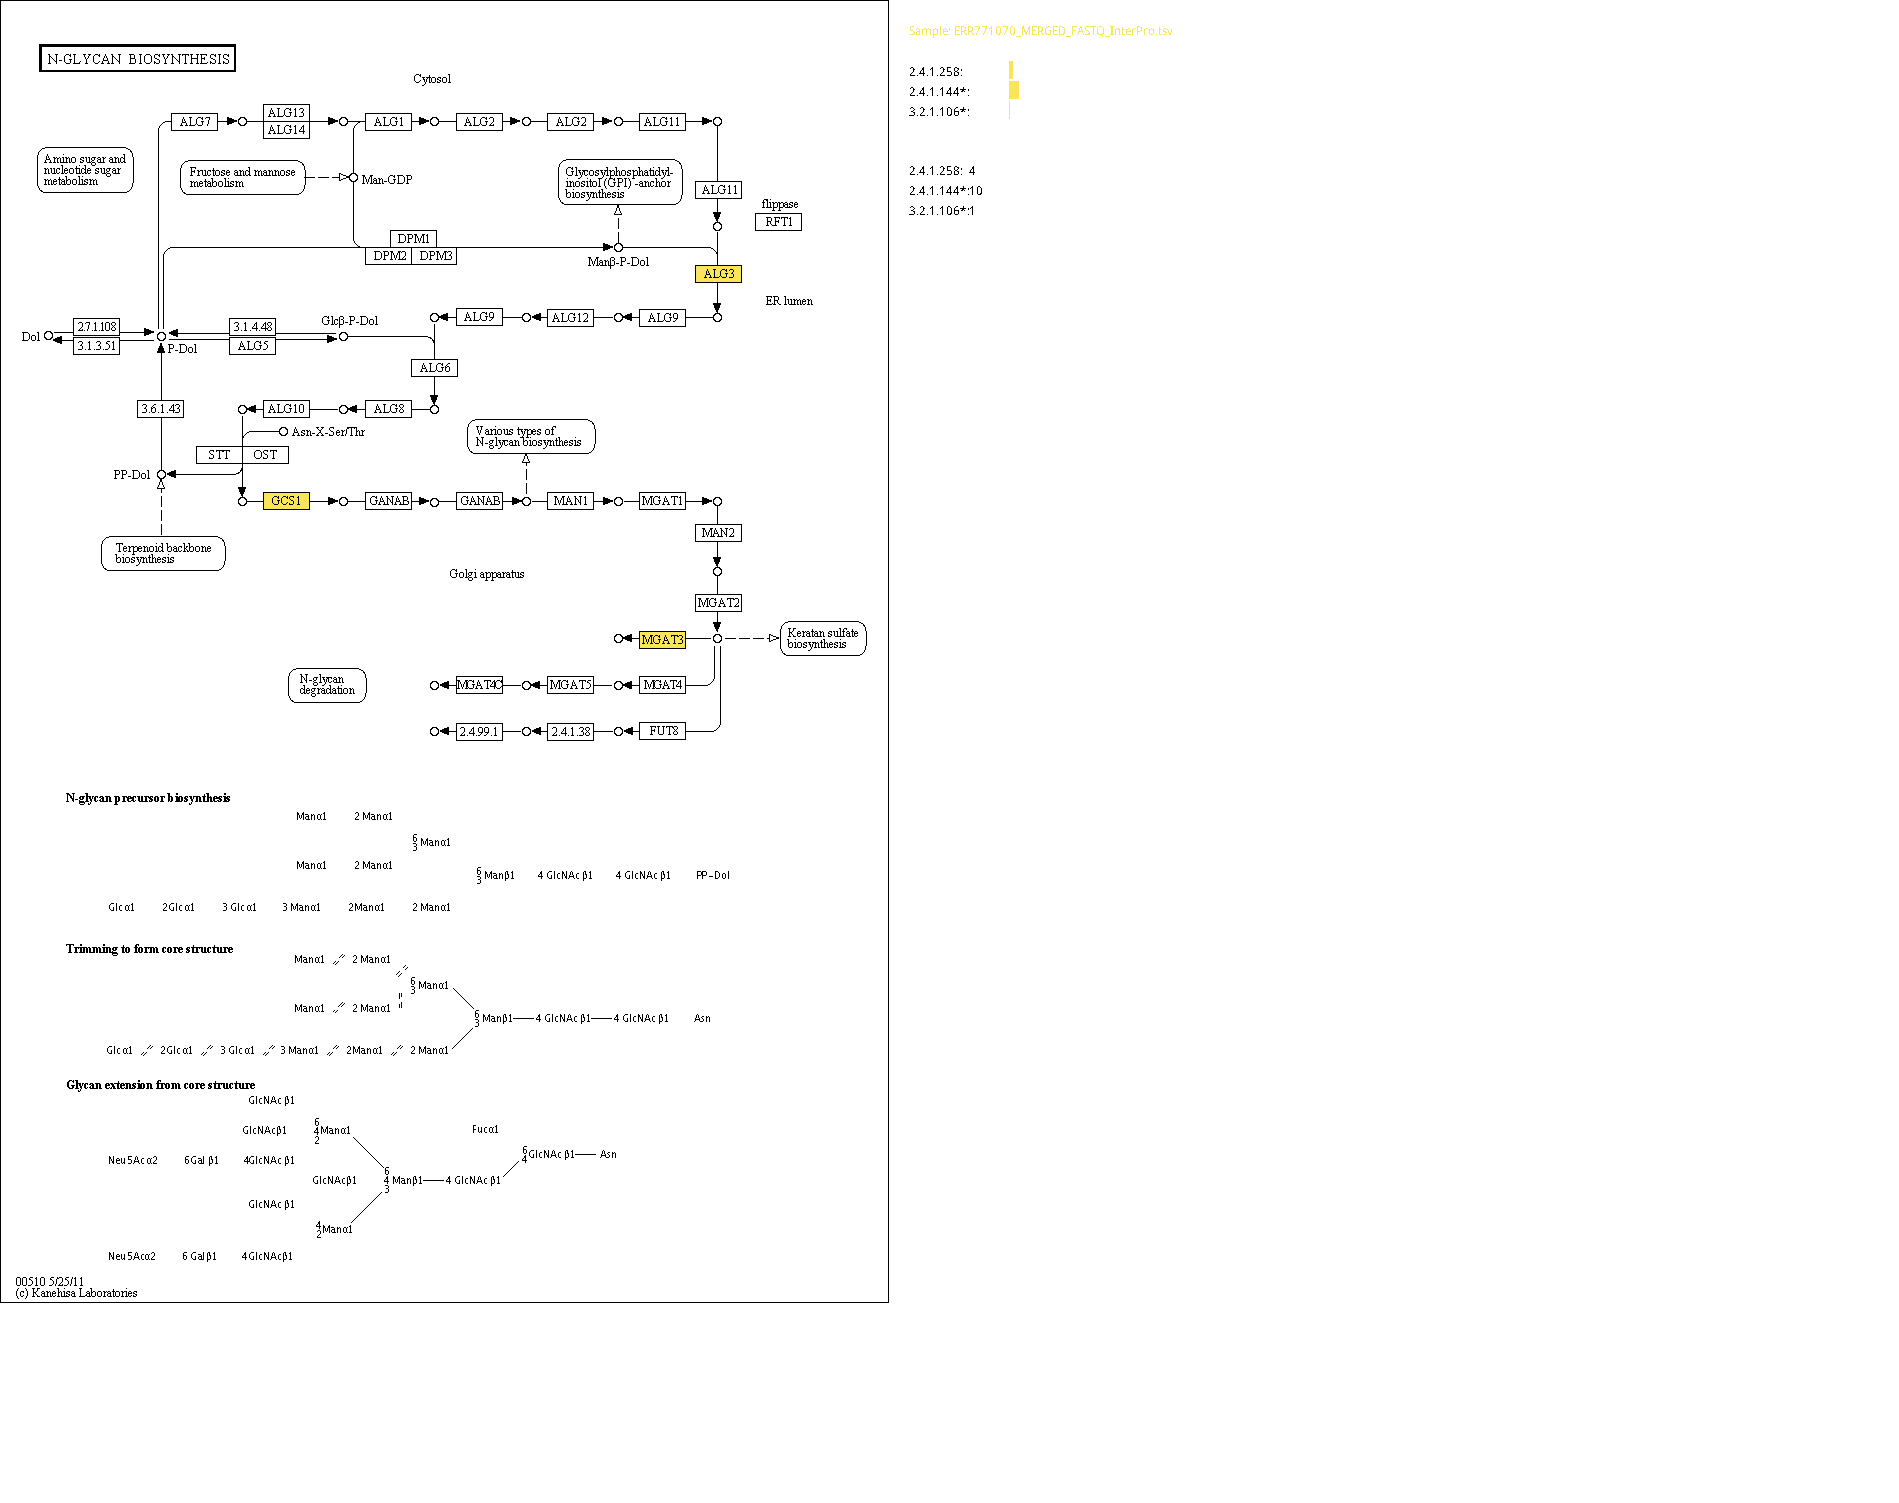 Sample: ERR771070_MERGED_FASTQ_InterPro.tsv
N-GLYCAN BIOSYNTHESIS
Cytosol
2.4.1.258:
2.4.1.144*:
3.2.1.106*:
ALG7
ALG13
ALG14
ALG1
ALG2
ALG2
ALG11
Amino sugar and
nucleotide sugar
metabolism
Fructose and mannose
metabolism
Man-GDP
Glycosylphosphatidyl-
inositol (GPI) -anchor
biosynthesis
ALG11
2.4.1.258: 4
2.4.1.144*:10
3.2.1.106*:1
flippase
RFT1
DPM1
DPM2
DPM3
Manβ-P-Dol
ALG3
ER lumen
ALG9
ALG12
ALG9
Glcβ-P-Dol
Dol
2.7.1.108
3.1.3.51
P-Dol
3.1.4.48
ALG5
ALG6
3.6.1.43
ALG10
ALG8
Asn-X-Ser/Thr
Various types of
N-glycan biosynthesis
STT
OST
PP-Dol
GCS1
GANAB
GANAB
MAN1
MGAT1
MAN2
Terpenoid backbone
biosynthesis
Golgi apparatus
MGAT2
MGAT3
Keratan sulfate
biosynthesis
N-glycan
degradation
MGAT4C
MGAT5
MGAT4
2.4.99.1
2.4.1.38
FUT8
N-glycan precursor biosynthesis
Manα1 2 Manα1
6
3 Manα1
Manα1 2 Manα1
6
3 Manβ1 4 GlcNAc β1 4 GlcNAc β1 PP-Dol
Glc α1 2Glc α1 3 Glc α1 3 Manα1 2Manα1 2 Manα1
Trimming to form core structure
Manα1 2 Manα1
6
3 Manα1
Manα1 2 Manα1
6
3 Manβ1 4 GlcNAc β1 4 GlcNAc β1 Asn
Glc α1 2Glc α1 3 Glc α1 3 Manα1 2Manα1 2 Manα1
Glycan extension from core structure
GlcNAc β1
GlcNAcβ1
6
4 Manα1
2
Fucα1
6
4 GlcNAc β1 Asn
Neu5Acα2 6Gal β1 4GlcNAc β1
GlcNAcβ1
6
4 Manβ1 4 GlcNAc β1
3
GlcNAc β1
4
2 Manα1
Neu5Acα2 6 Galβ1 4GlcNAcβ1
00510 5/25/11
(c) Kanehisa Laboratories